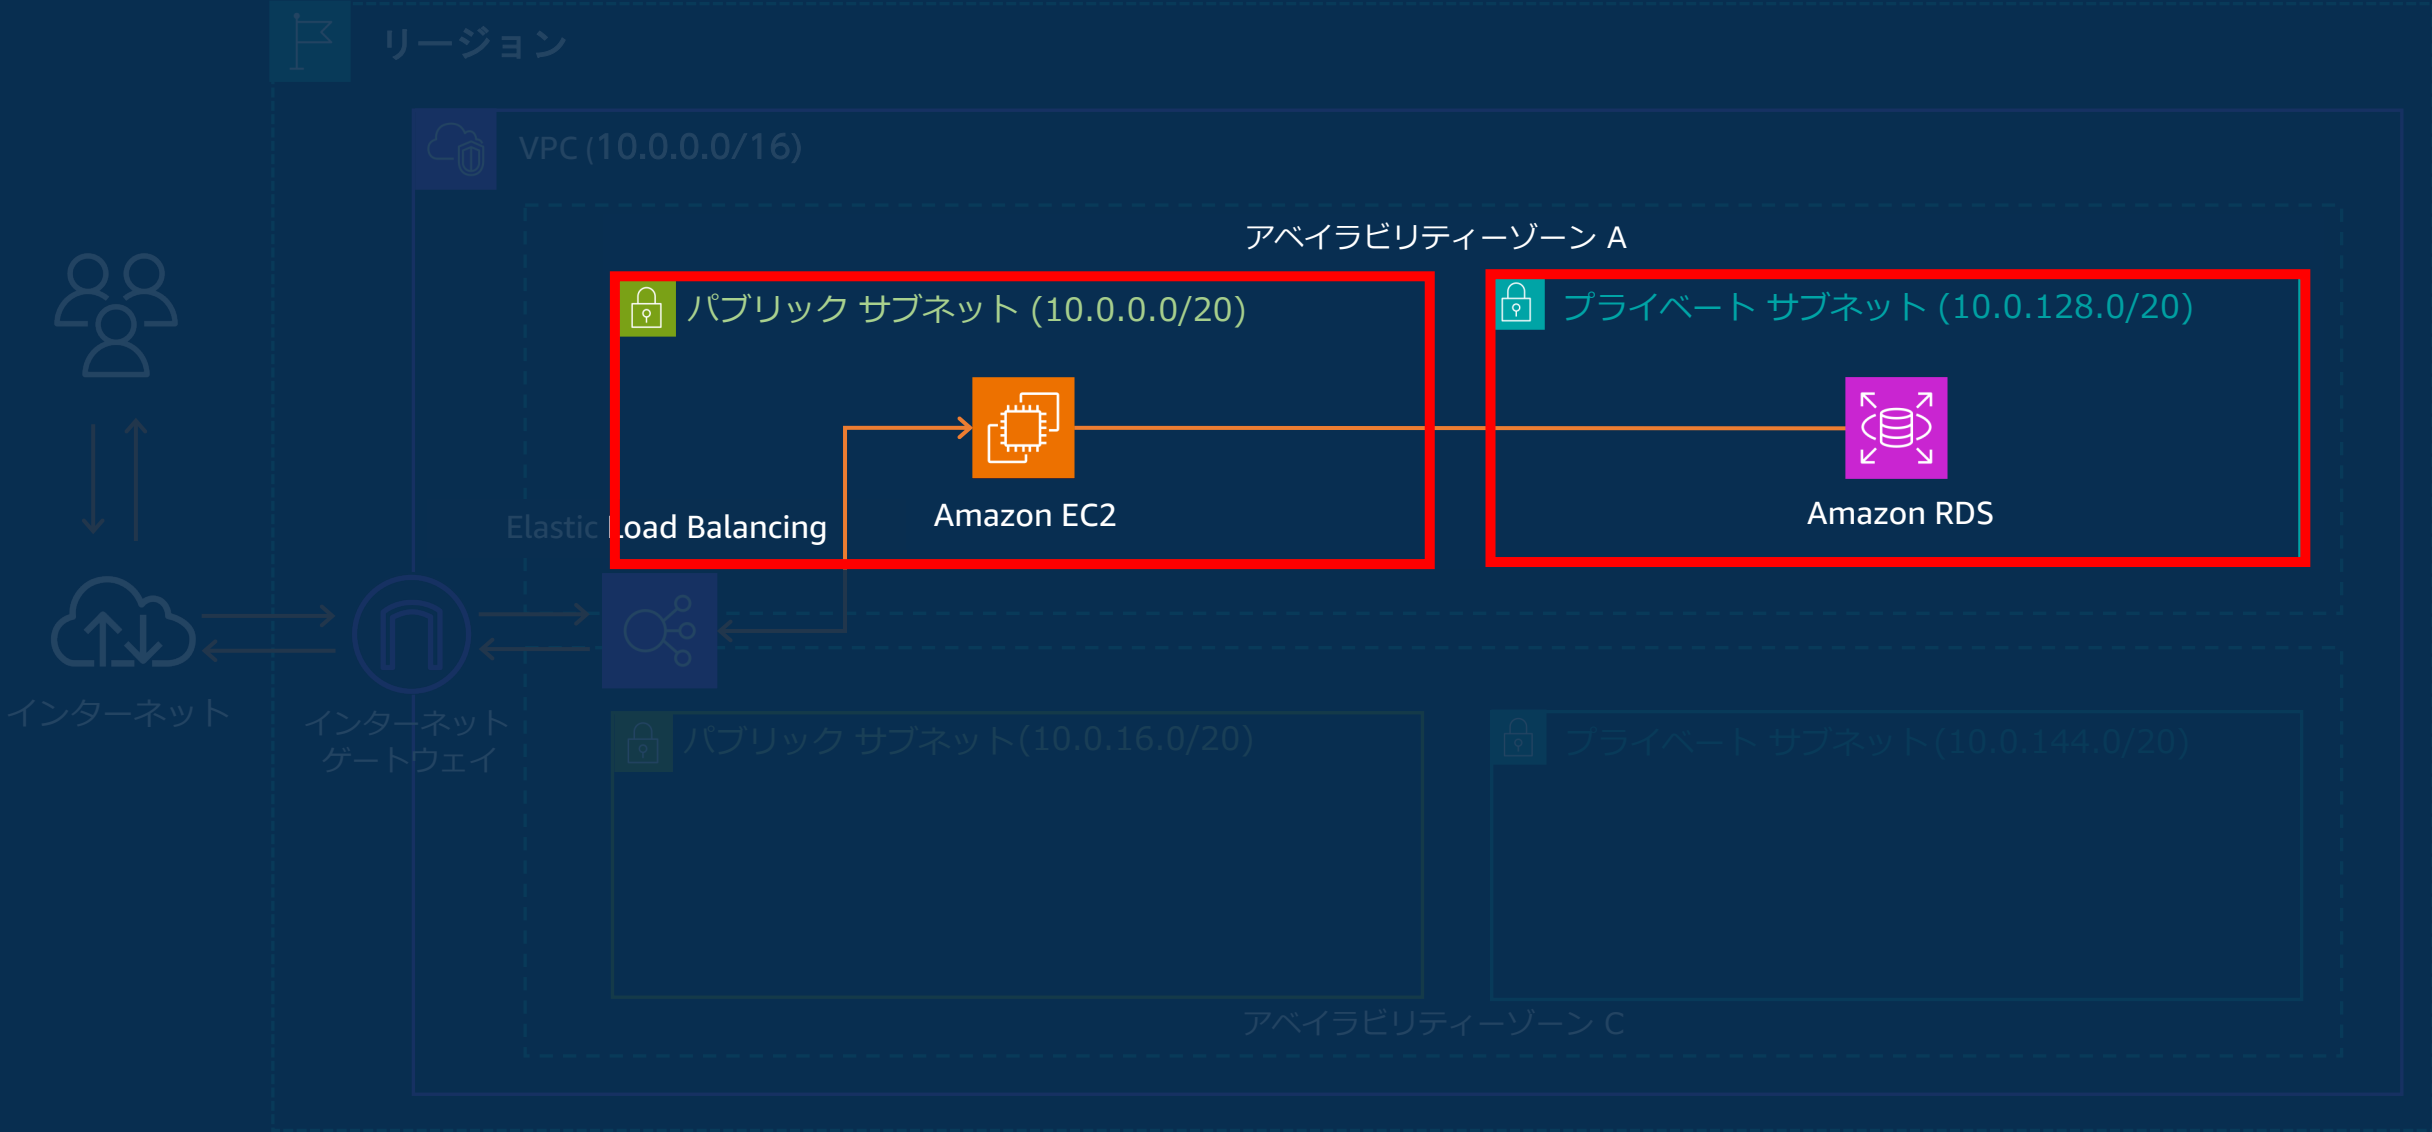 リージョン
VPC (10.0.0.0/16)
アベイラビリティーゾーン A
パブリック サブネット (10.0.0.0/20)
プライベート サブネット (10.0.128.0/20)
Amazon EC2
Amazon RDS
Elastic Load Balancing
インターネット
インターネット
ゲートウェイ
パブリック サブネット(10.0.16.0/20)
プライベート サブネット(10.0.144.0/20)
アベイラビリティーゾーン C